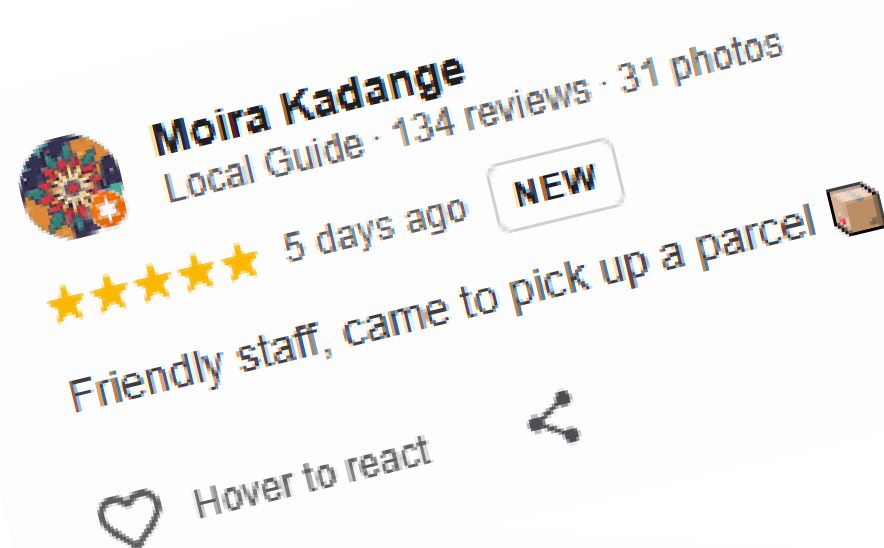 Moira Kadange
Local Guide · 134 reviews · 31 photos
5 days ago NEW
Friendly staff, came to pick up a parcel 📦
Hover to react